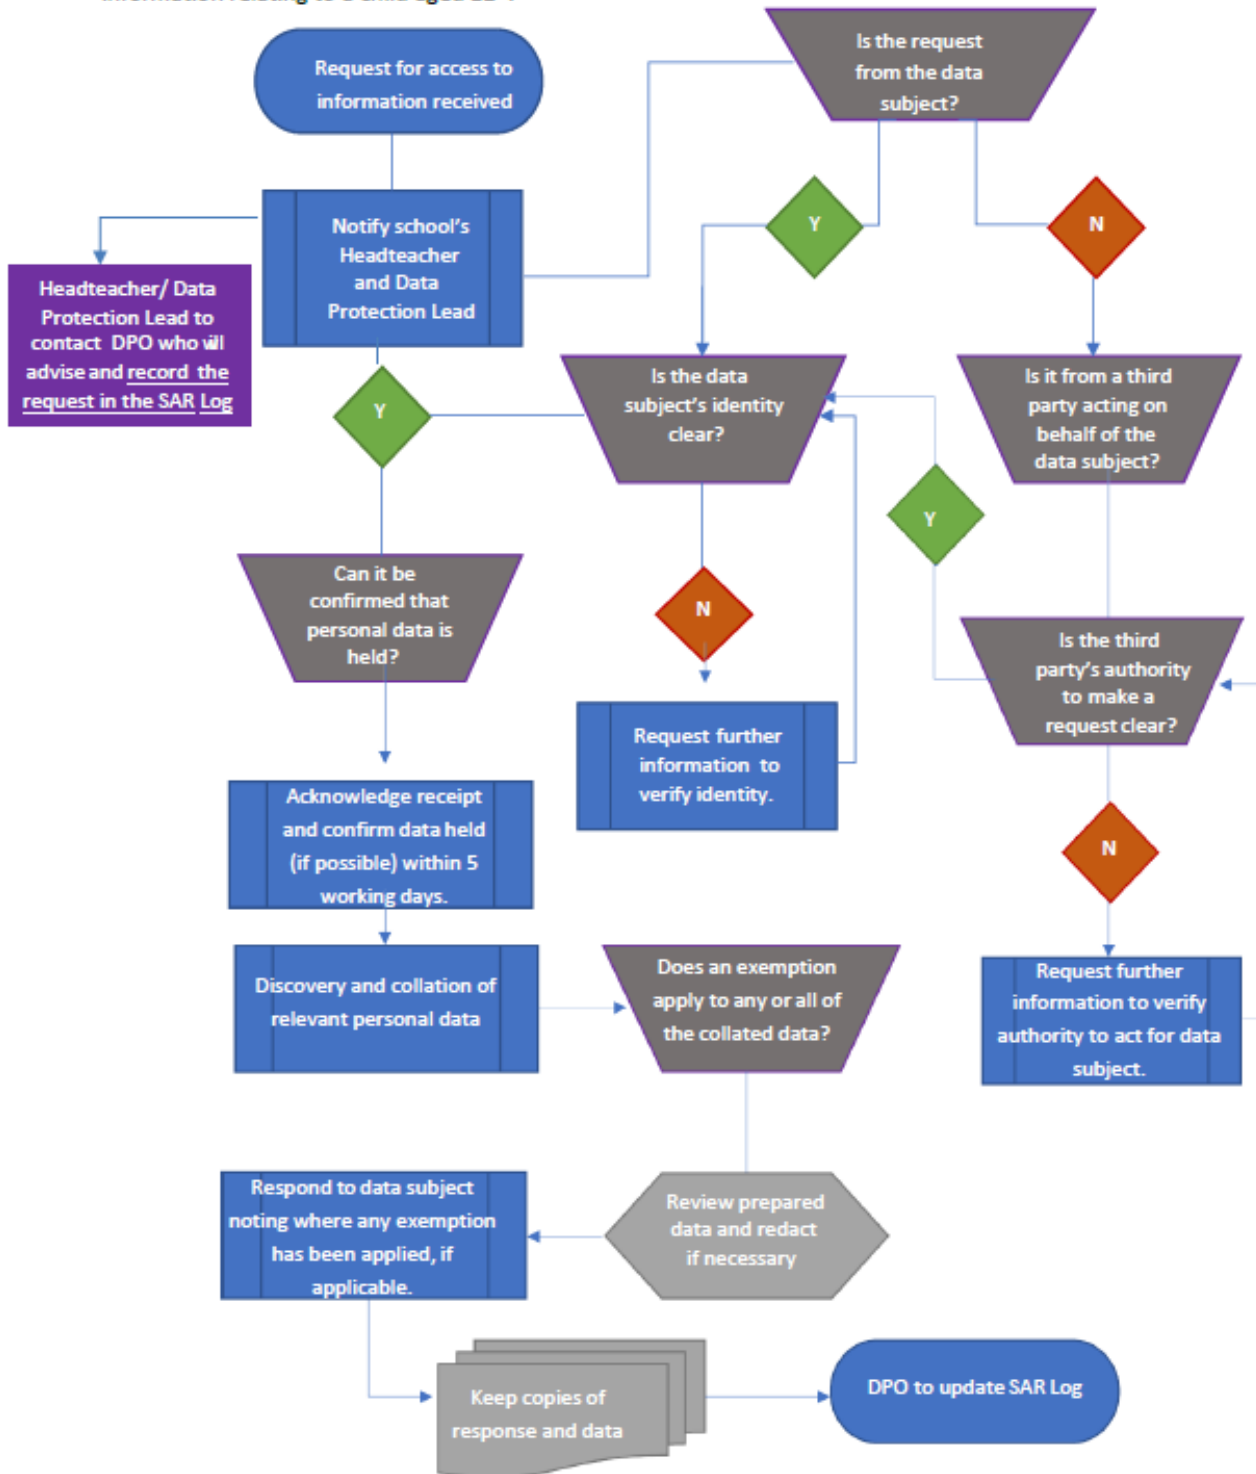 Request for access to
information received
Is the request
from the data
subject?
Y
N
Notify school's
Headteacher
and Data
Protection Lead
Headteacher/ Data
Protection Lead to
contact DPO who will
advise and record the
request in the SAR Log
Y
Is the data
subject's identity
clear?
Is it from a third
party acting on
behalf of the
data subject?
Y
Can it be
confirmed that
personal data is
held?
N
Is the third
party's authority
to make a
request clear?
Request further
information to
verify identity.
Acknowledge receipt
and confirm data held
(if possible) within 5
working days.
N
Discovery and collation of
relevant personal data
Does an exemption
apply to any or all of
the collated data?
Request further
information to verify
authority to act for data
subject.
Respond to data subject
noting where any exemption
has been applied, if
applicable.
Review prepared
data and redact
if necessary
Keep copies of
response and data
DPO to update SAR Log